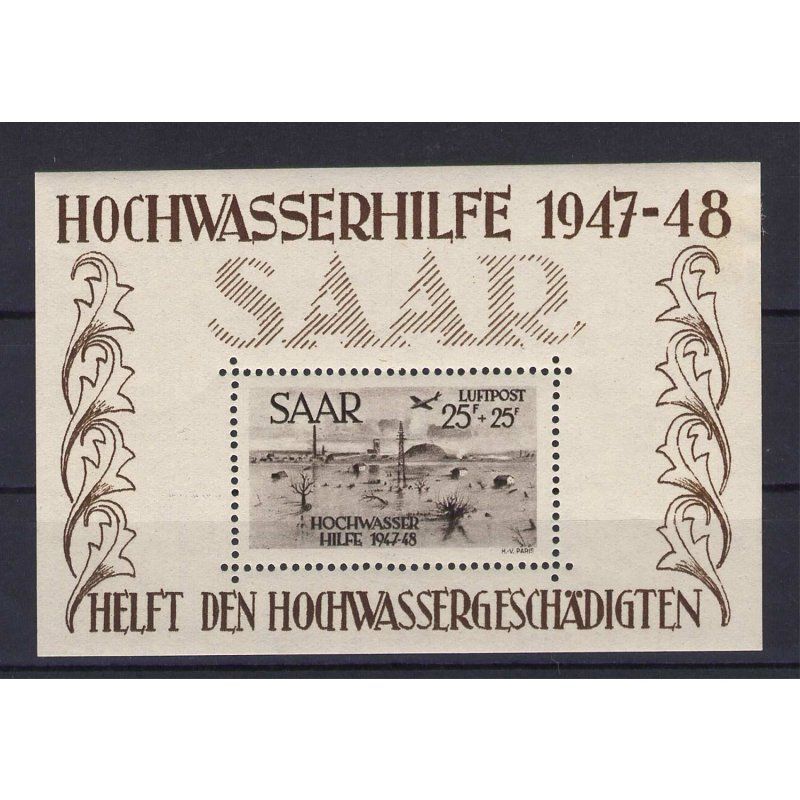 HOCHWASSERHILFE 1947-48
SAAR
SAAR
LUFTPOST
25F+25F
HOCHWASSER
HILFE 1947-48
H.-V. PARIS
HELFT DEN HOCHWASSERGESCHÄDIGTEN